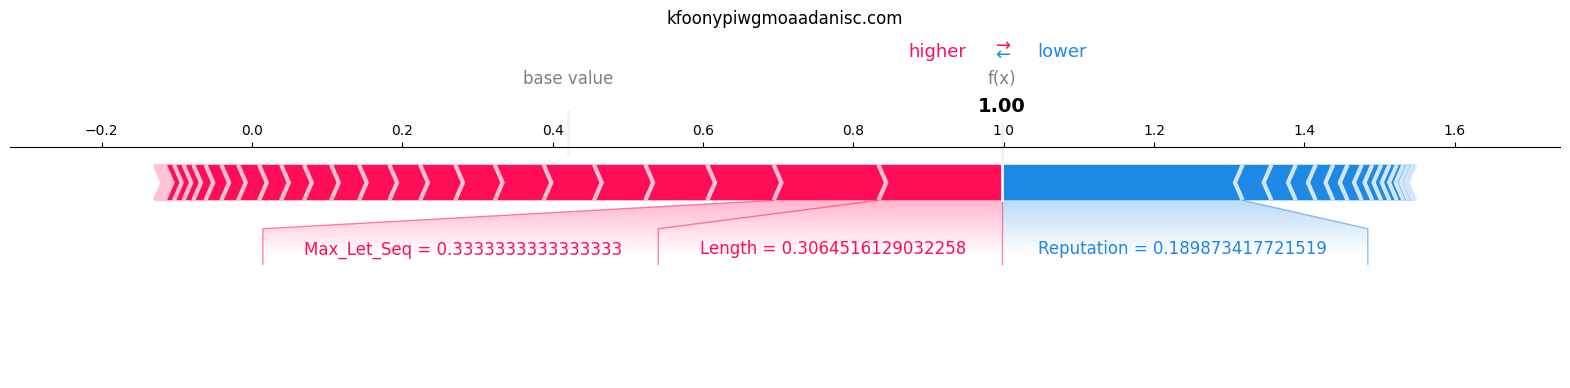 kfoonypiwgmoaadanisc.com
higher → ← lower
base value f(x)
1.00
−0.2 0.0 0.2 0.4 0.6 0.8 1.0 1.2 1.4 1.6
Max_Let_Seq = 0.3333333333333333 Length = 0.3064516129032258 Reputation = 0.189873417721519